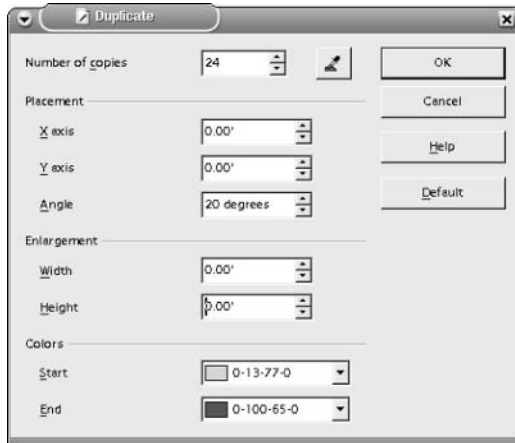 Duplicate
Number of copies 24 OK
Placement Cancel
X axis 0.00'
Y axis 0.00' Help
Angle 20 degrees Default
Enlargement
Width 0.00'
Height 0.00'
Colors
Start 0-13-77-0
End 0-100-65-0